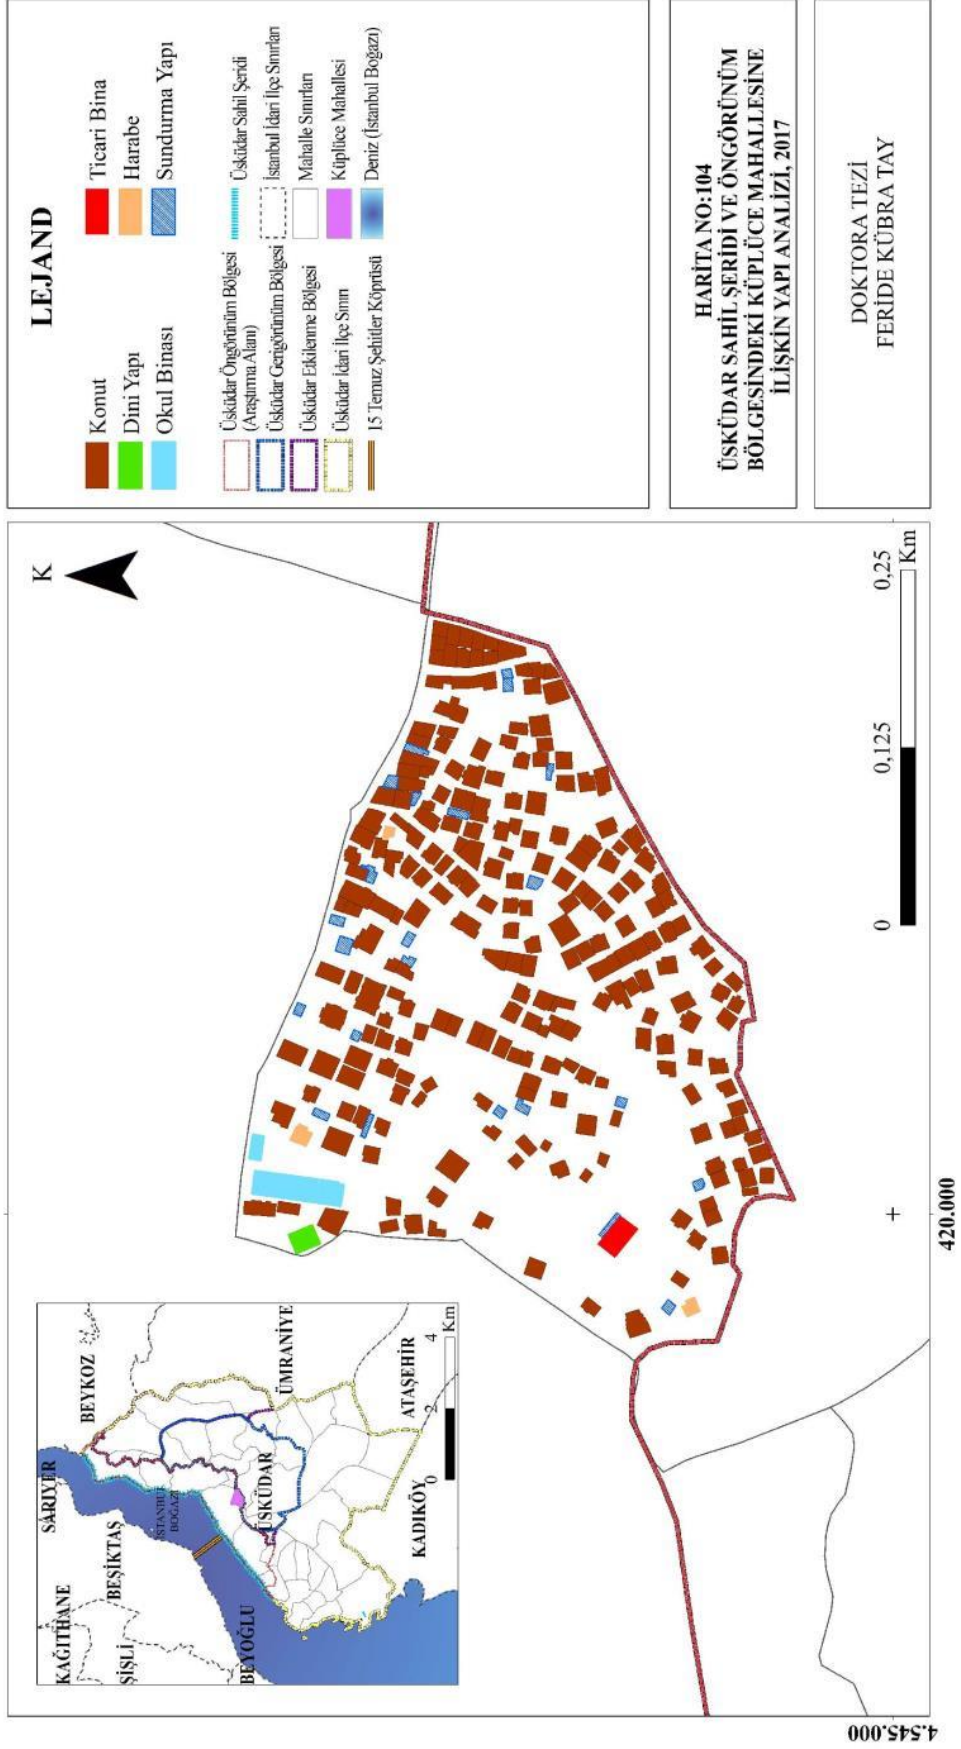 LEJAND
Konut
Dini Yapı
Okul Binası
Ticari Bina
Harabe
Sundurma Yapı
Üsküdar Öngörünüm Bölgesi
(Araştırma Alanı)
Üsküdar Gerigörünüm Bölgesi
Üsküdar Etkilenme Bölgesi
Üsküdar İdari İlçe Sınırı
15 Temuz Şehitler Köprüsü
Üsküdar Sahil Şeridi
İstanbul İdari İlçe Sınırları
Mahalle Sınırları
Küplüce Mahallesi
Deniz (İstanbul Boğazı)
HARİTA NO:104
ÜSKÜDAR SAHİL ŞERİDİ VE ÖNGÖRÜNÜM
BÖLGESİNDEKİ KÜPLÜCE MAHALLESİNE
İLİŞKİN YAPI ANALİZİ, 2017
DOKTORA TEZİ
FERİDE KÜBRA TAY
K
0 0,125 0,25
Km
420.000
4.545.000
KAĞITHANE
SARIYER
BEYKOZ
ŞİŞLİ
BEŞİKTAŞ
İSTANBUL
BOĞAZI
BEYOĞLU
ÜSKÜDAR
ÜMRANİYE
KADIKÖY
ATAŞEHİR
0 2 4
Km